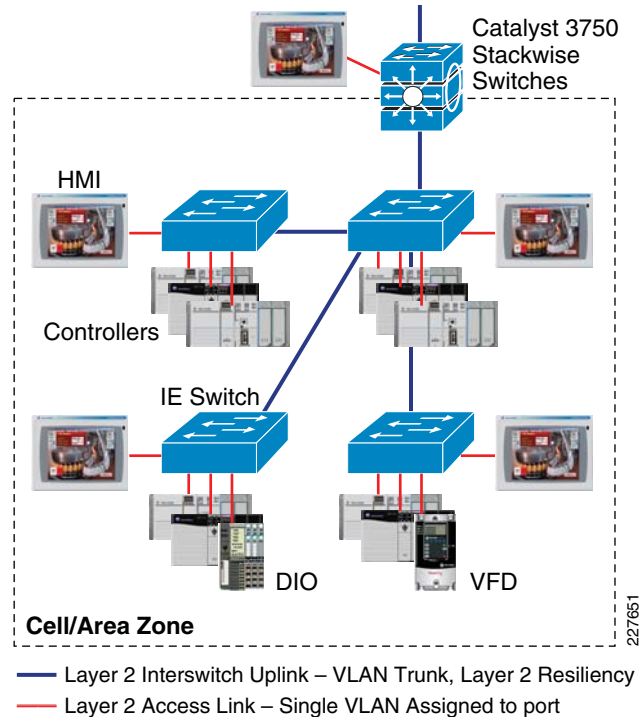 Catalyst 3750
Stackwise
Switches
HMI
Controllers
IE Switch
DIO
VFD
Cell/Area Zone
227651
Layer 2 Interswitch Uplink – VLAN Trunk, Layer 2 Resiliency
Layer 2 Access Link – Single VLAN Assigned to port